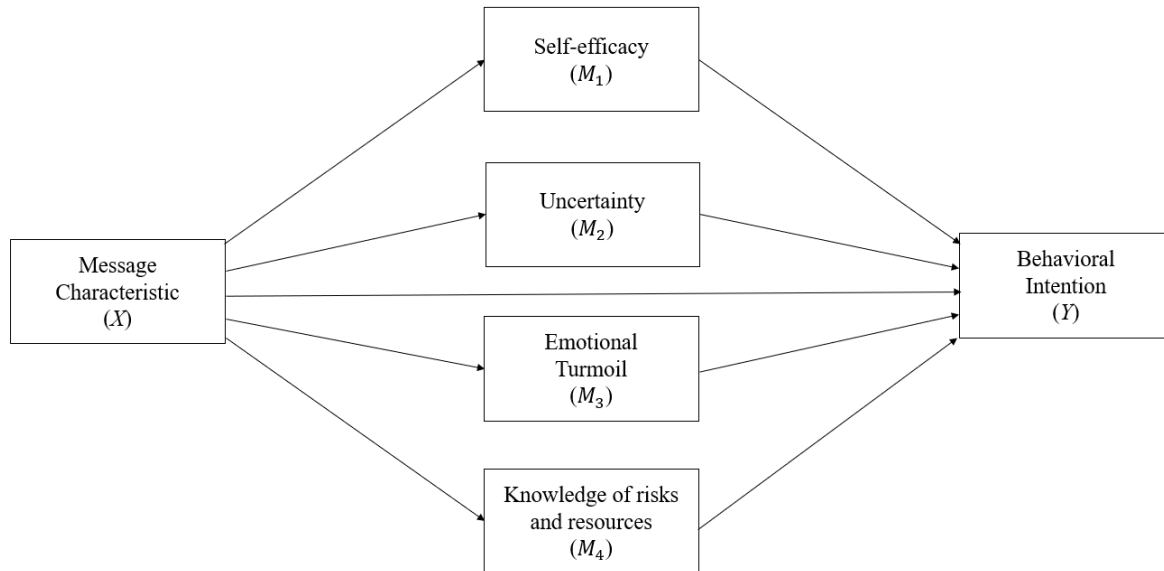 Self-efficacy
(M₁)
Uncertainty
(M₂)
Message
Characteristic
(X)
Behavioral
Intention
(Y)
Emotional
Turmoil
(M₃)
Knowledge of risks
and resources
(M₄)